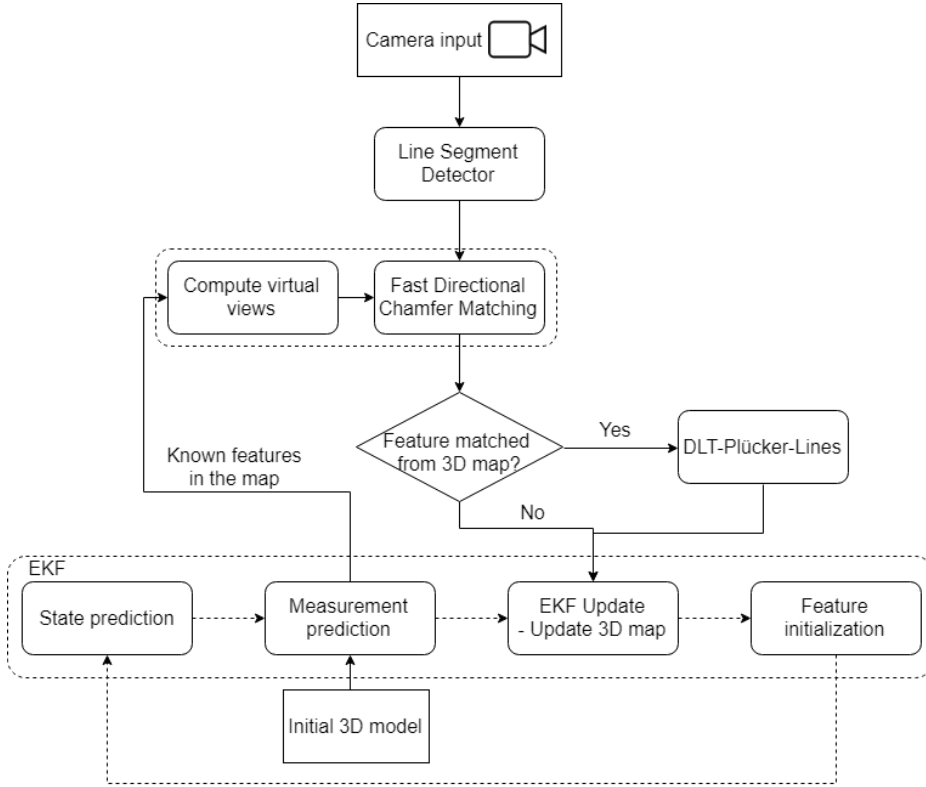 Camera input
Line Segment
Detector
Compute virtual
views
Fast Directional
Chamfer Matching
Feature matched
from 3D map?
Yes
DLT-Plücker-Lines
Known features
in the map
No
EKF
State prediction
Measurement
prediction
EKF Update
- Update 3D map
Feature
initialization
Initial 3D model